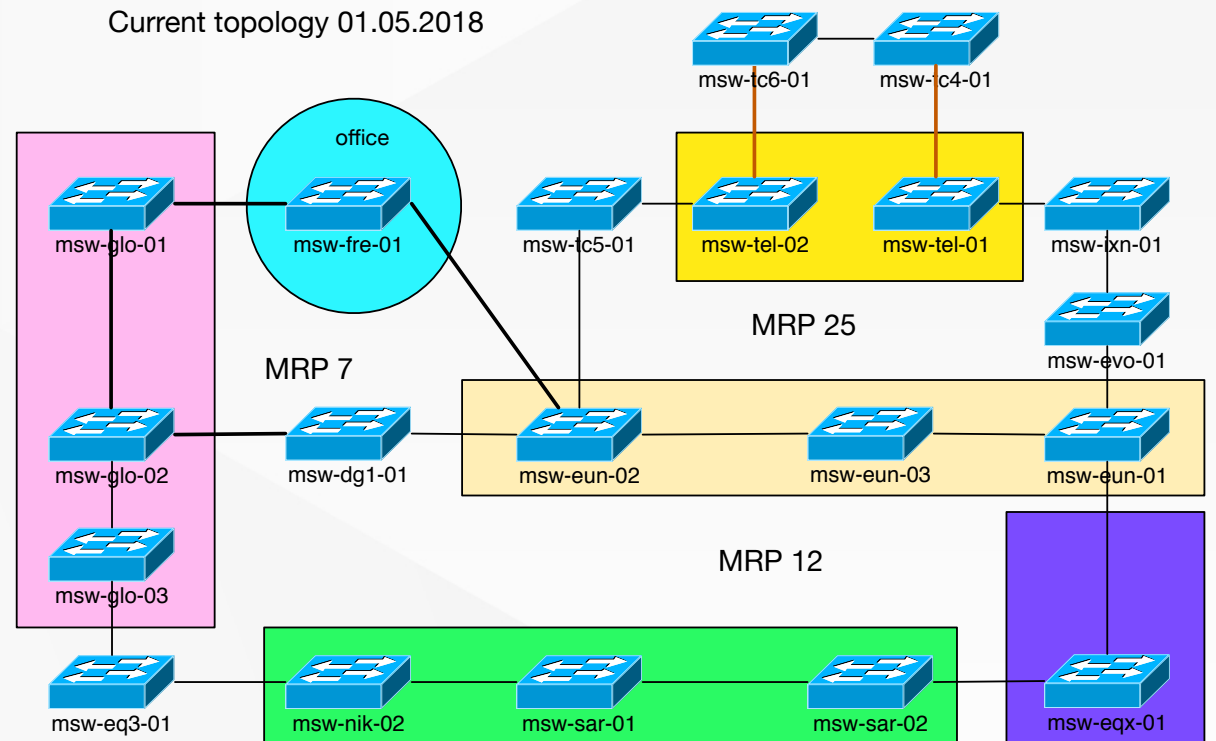 Current topology 01.05.2018
msw-tc6-01
msw-tc4-01
office
msw-glo-01
msw-fre-01
msw-tc5-01
msw-tel-02
msw-tel-01
msw-ixn-01
MRP 25
msw-evo-01
MRP 7
msw-glo-02
msw-dg1-01
msw-eun-02
msw-eun-03
msw-eun-01
MRP 12
msw-glo-03
msw-eq3-01
msw-nik-02
msw-sar-01
msw-sar-02
msw-eqx-01